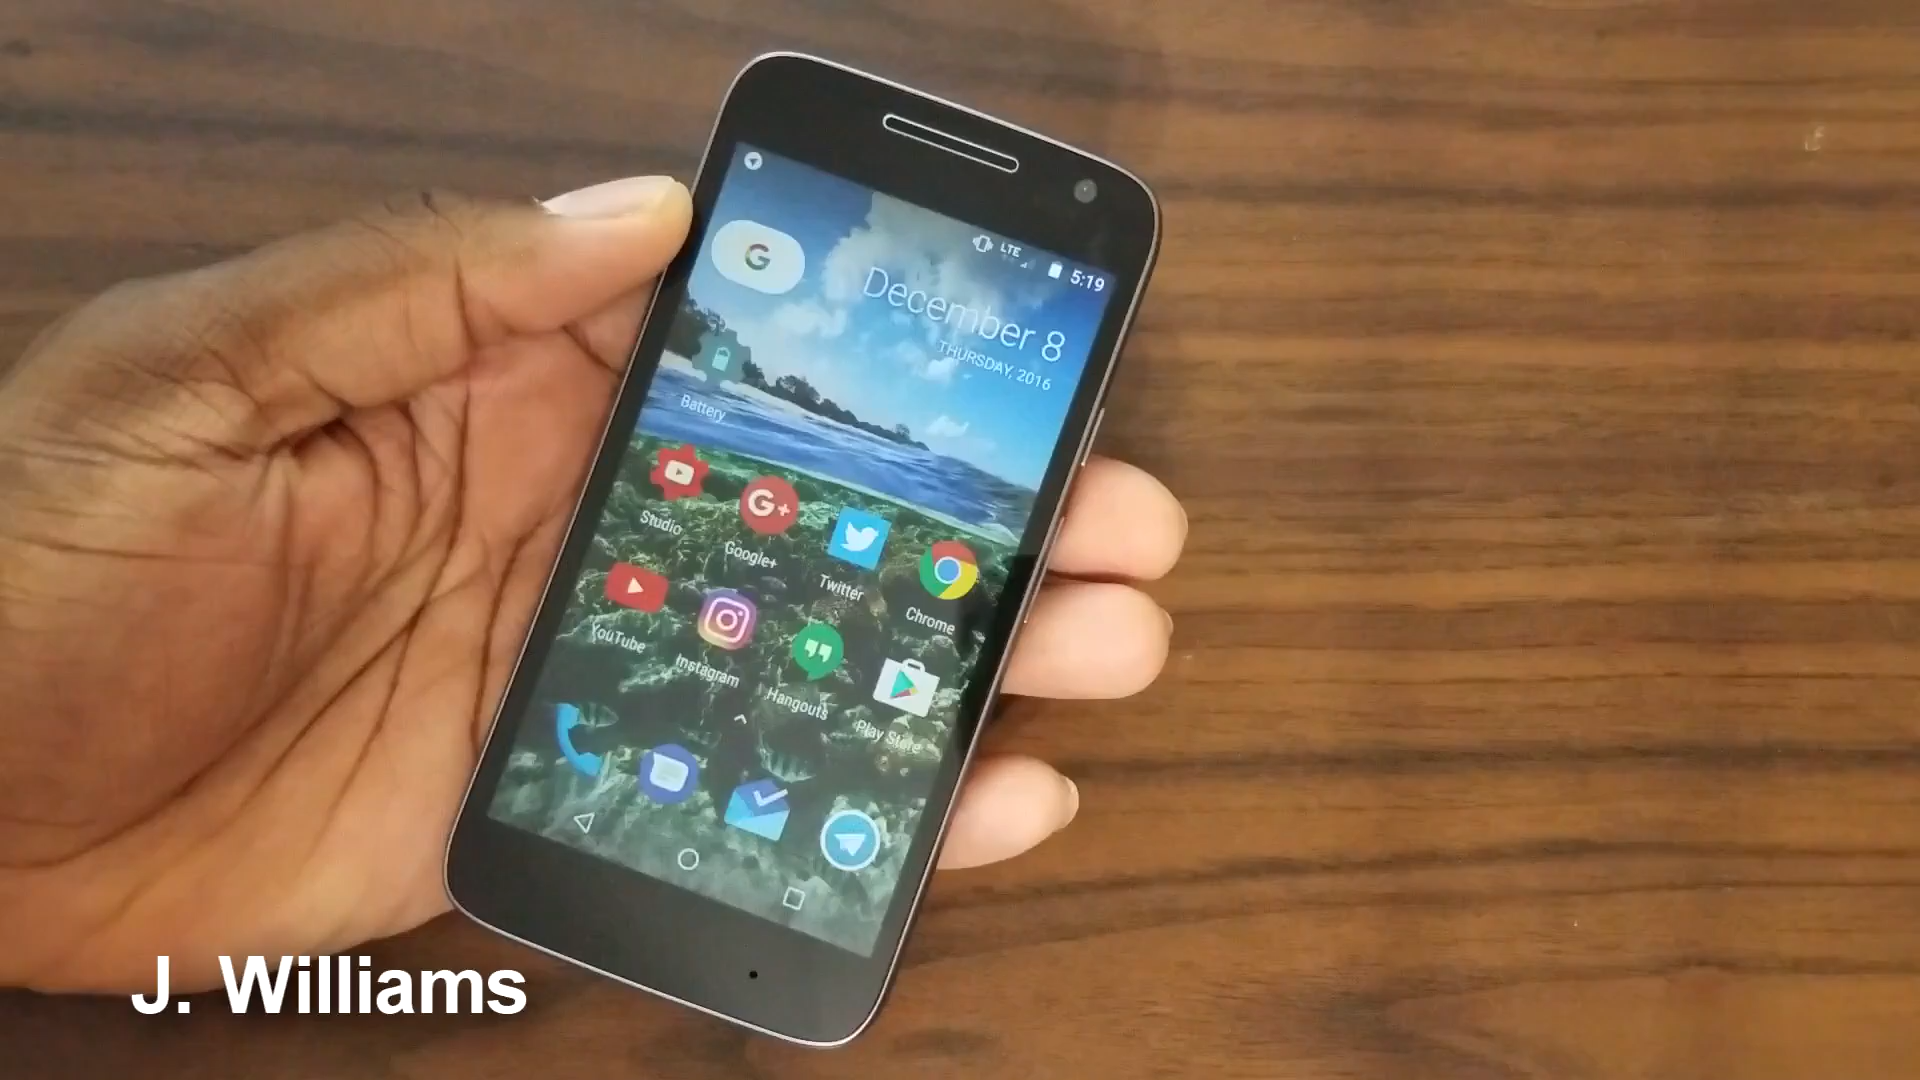 LTE 5:19
G
December 8
THURSDAY, 2016
Battery
G+
Studio
Google+
Twitter
Chrome
YouTube
Instagram
Hangouts
Play Store
J. Williams